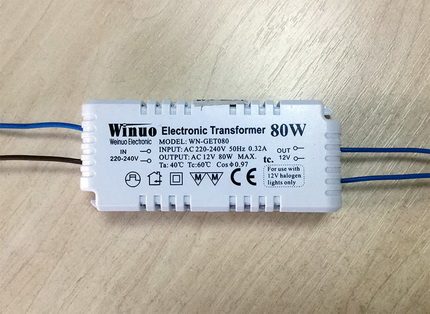 Winuo Electronic Transformer 80W
Weinuo Electronic MODEL: WN-GET080
INPUT: AC 220-240V 50Hz 0.32A
OUTPUT: AC 12V 80W MAX.
Ta: 40℃ Tc: 60℃ Cos Φ 0.97
IN
220-240V
OUT
12V
tc.
M M CE
For use with
12V halogen
lights only